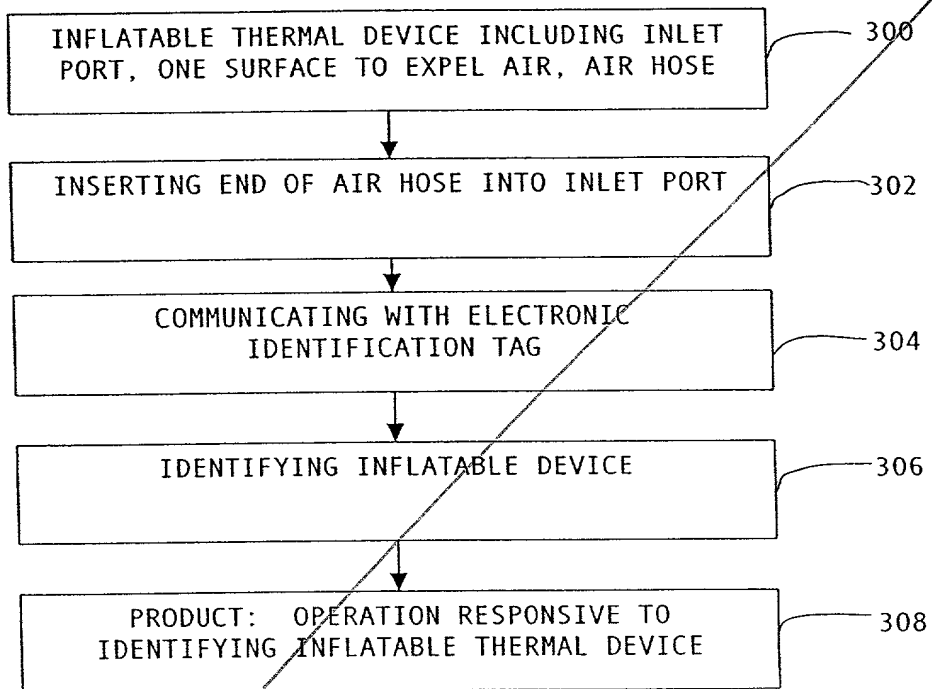 INFLATABLE THERMAL DEVICE INCLUDING INLET
PORT, ONE SURFACE TO EXPEL AIR, AIR HOSE
300
INSERTING END OF AIR HOSE INTO INLET PORT
302
COMMUNICATING WITH ELECTRONIC
IDENTIFICATION TAG
304
IDENTIFYING INFLATABLE DEVICE
306
PRODUCT: OPERATION RESPONSIVE TO
IDENTIFYING INFLATABLE THERMAL DEVICE
308